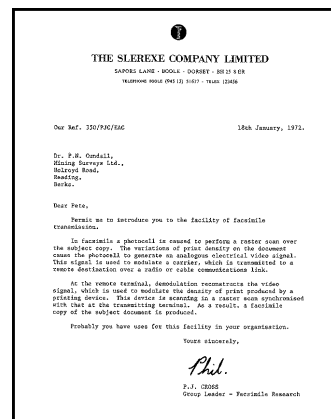 THE SLEREXE COMPANY LIMITED
SAPORS LANE - BOOLE - DORSET - BH 25 8 ER
TELEPHONE BOOLE (945 13) 51617 - TELEX 123456
Our Ref. 350/PJC/EAC 18th January, 1972.
Dr. P.N. Cundall,
Mining Surveys Ltd.,
Holroyd Road,
Reading,
Berks.
Dear Pete,
Permit me to introduce you to the facility of facsimile
transmission.
In facsimile a photocell is caused to perform a raster scan over
the subject copy. The variations of print density on the document
cause the photocell to generate an analogous electrical video signal.
This signal is used to modulate a carrier, which is transmitted to a
remote destination over a radio or cable communications link.
At the remote terminal, demodulation reconstructs the video
signal, which is used to modulate the density of print produced by a
printing device. This device is scanning in a raster scan synchronised
with that at the transmitting terminal. As a result, a facsimile
copy of the subject document is produced.
Probably you have uses for this facility in your organisation.
Yours sincerely,
Phil.
P.J. CROSS
Group Leader - Facsimile Research